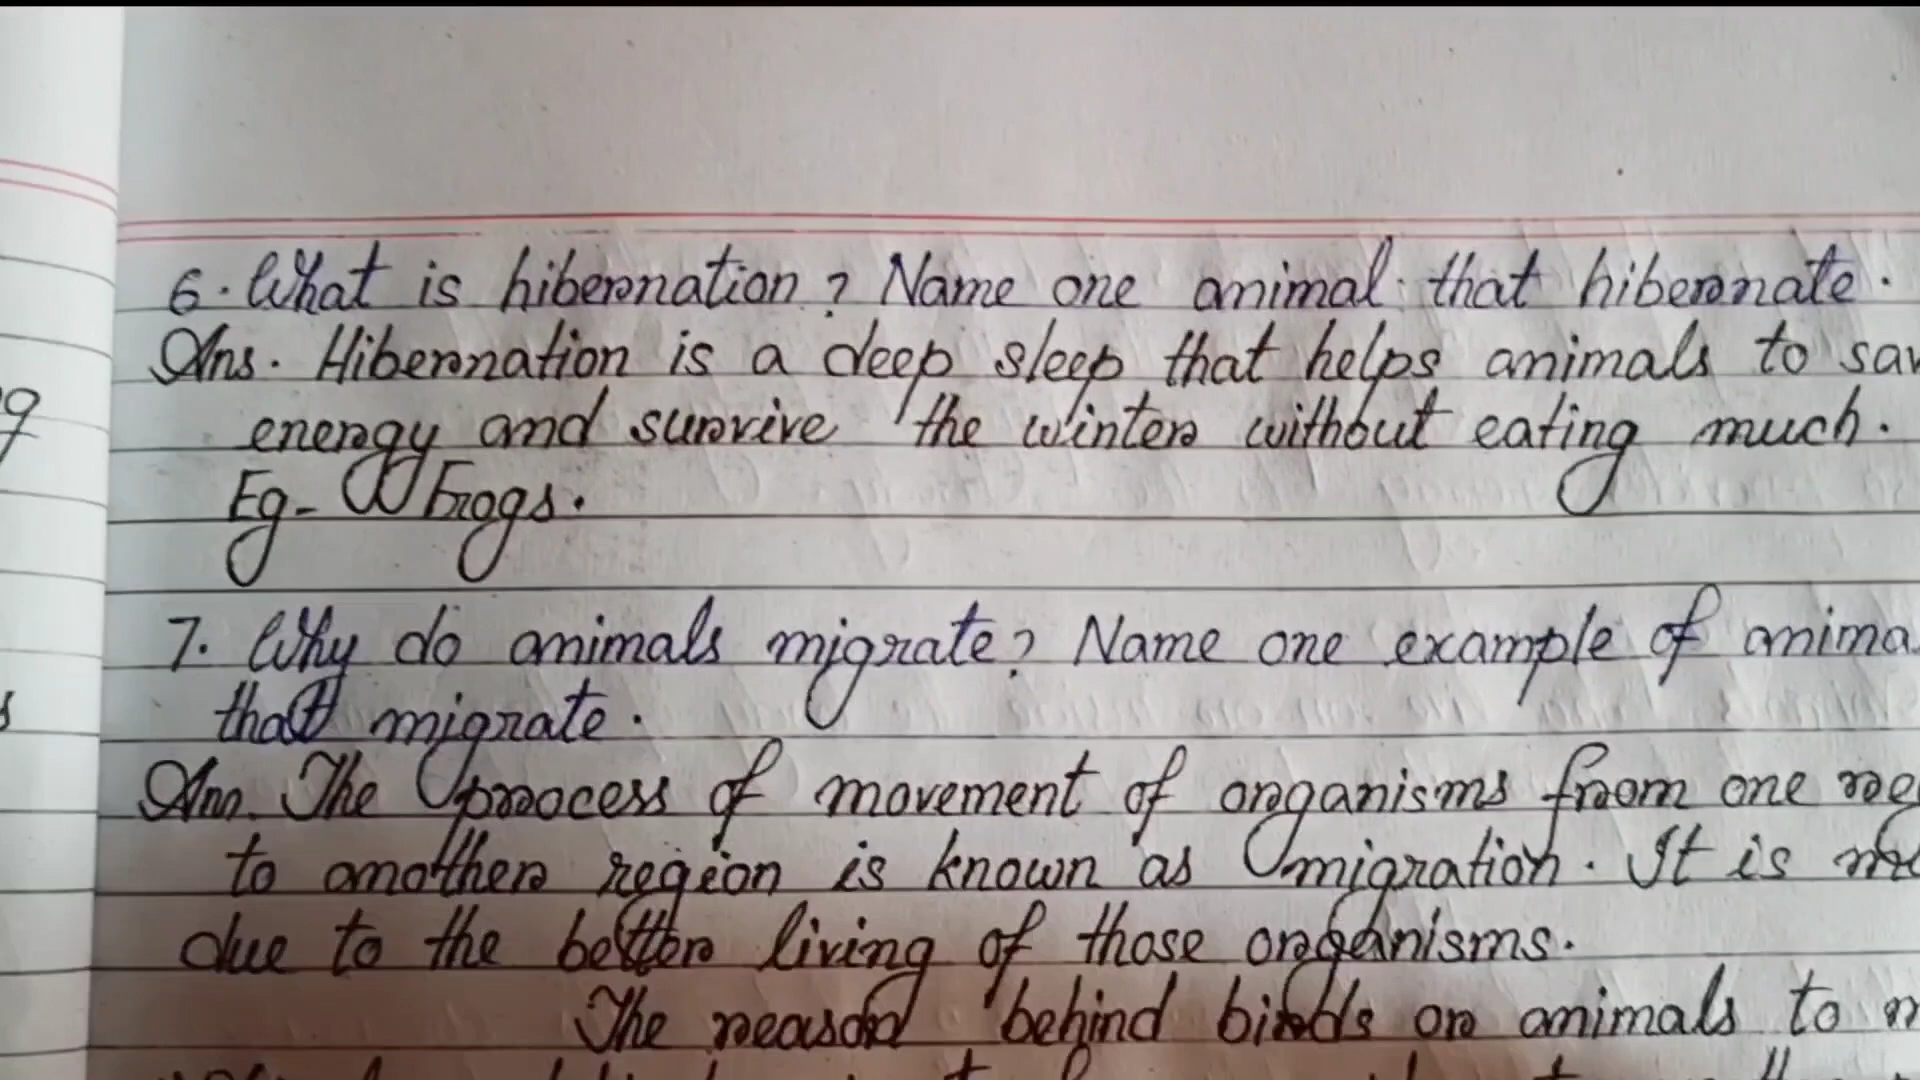 6. What is hibernation? Name one animal that hibernate.
Ans. Hibernation is a deep sleep that helps animals to
energy and survive the winter without eating much.
Eg- Frogs.
7. Why do animals migrate? Name one example of
that migrate.
Ans. The process of movement of organisms from one
to another region is known as migration. It is
due to the better living of those organisms.
The reason behind birds or animals to